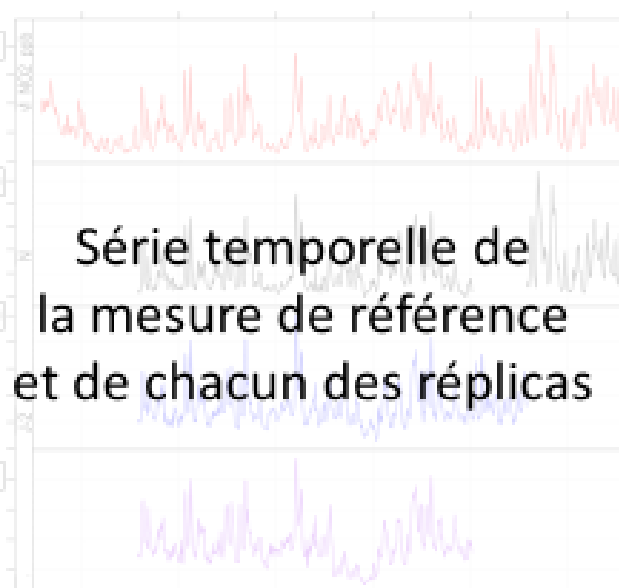 Série temporelle de
la mesure de référence
et de chacun des réplicas